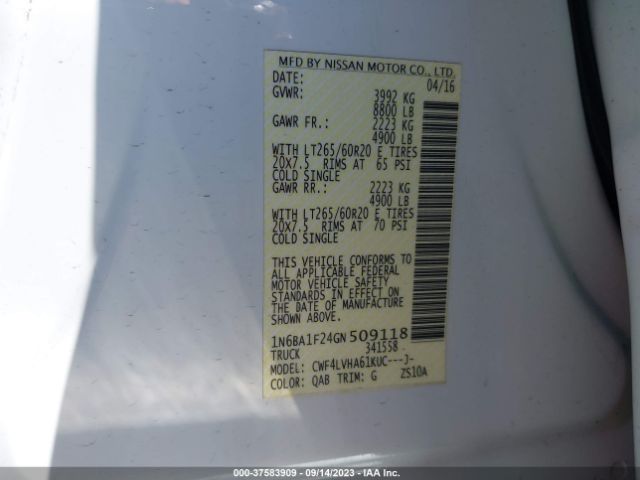 MFD BY NISSAN MOTOR CO., LTD.
DATE: 04/16
GVWR: 3992 KG
8800 LB
GAWR FR.: 2223 KG
4900 LB
WITH LT265/60R20 E TIRES
20X7.5 RIMS AT 65 PSI
COLD SINGLE
GAWR RR.: 2223 KG
4900 LB
WITH LT265/60R20 E TIRES
20X7.5 RIMS AT 70 PSI
COLD SINGLE
THIS VEHICLE CONFORMS TO
ALL APPLICABLE FEDERAL
MOTOR VEHICLE SAFETY
STANDARDS IN EFFECT ON
THE DATE OF MANUFACTURE
SHOWN ABOVE.
1N6BA1F24GN509118
TRUCK 341558
MODEL: CWF4LVHA61KUC---J-
COLOR: QAB TRIM: G ZS10A
000-37583909 - 09/14/2023 - IAA Inc.